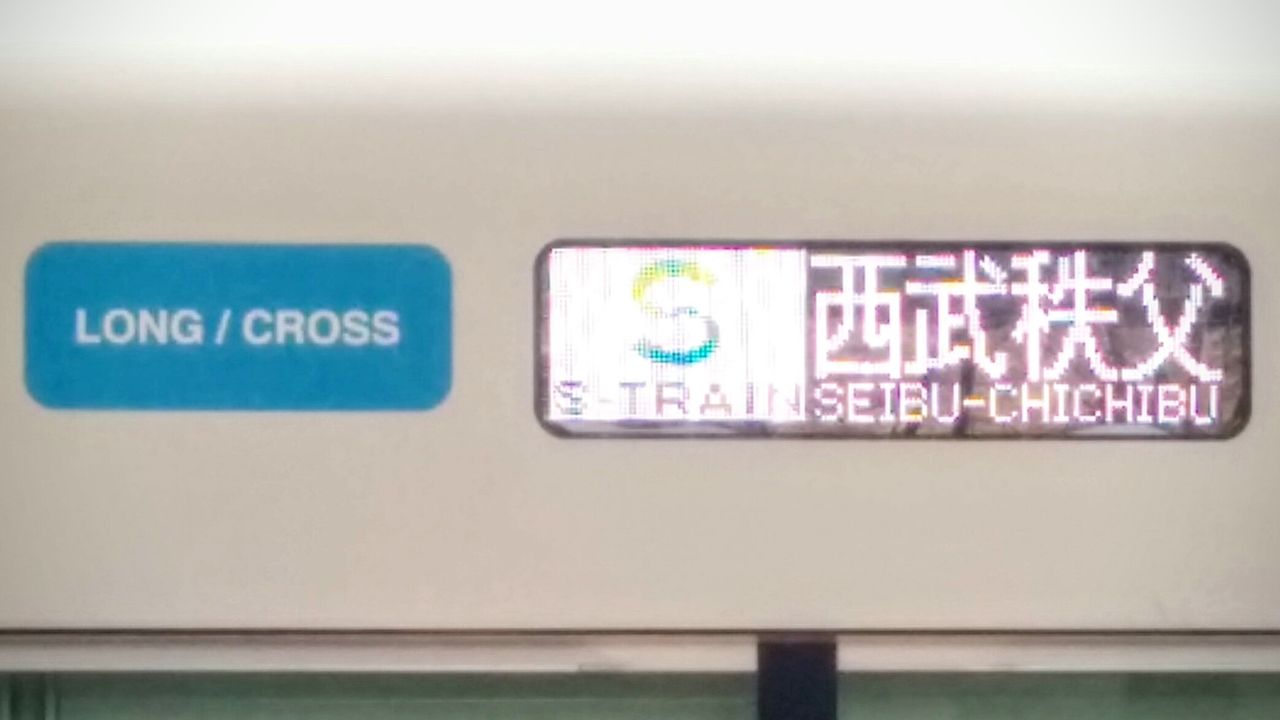 LONG / CROSS
S
S-TRAIN
西武秩父
SEIBU-CHICHIBU